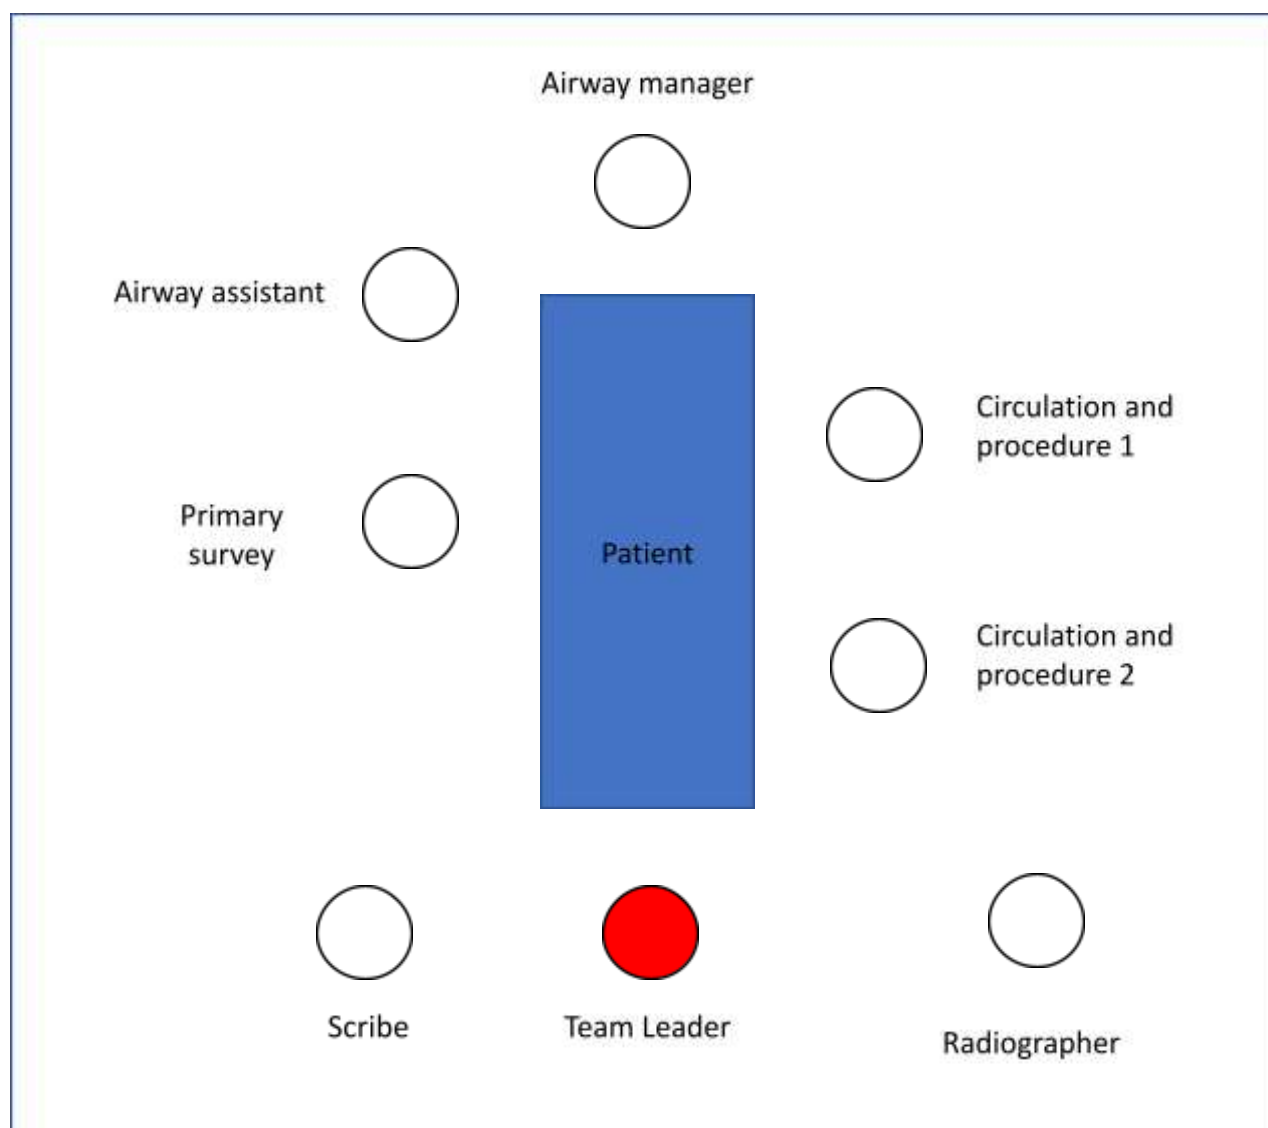 Airway manager
Airway assistant
Circulation and
procedure 1
Primary
survey
Patient
Circulation and
procedure 2
Scribe
Team Leader
Radiographer